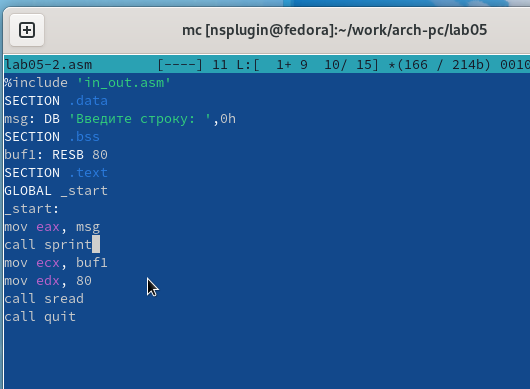 mc [nsplugin@fedora]:~/work/arch-pc/lab05
lab05-2.asm [----] 11 L:[ 1+ 9 10/ 15] *(166 / 214b) 0010
%include 'in_out.asm'
SECTION .data
msg: DB 'Введите строку: ',0h
SECTION .bss
buf1: RESB 80
SECTION .text
GLOBAL _start
_start:
mov eax, msg
call sprint
mov ecx, buf1
mov edx, 80
call sread
call quit